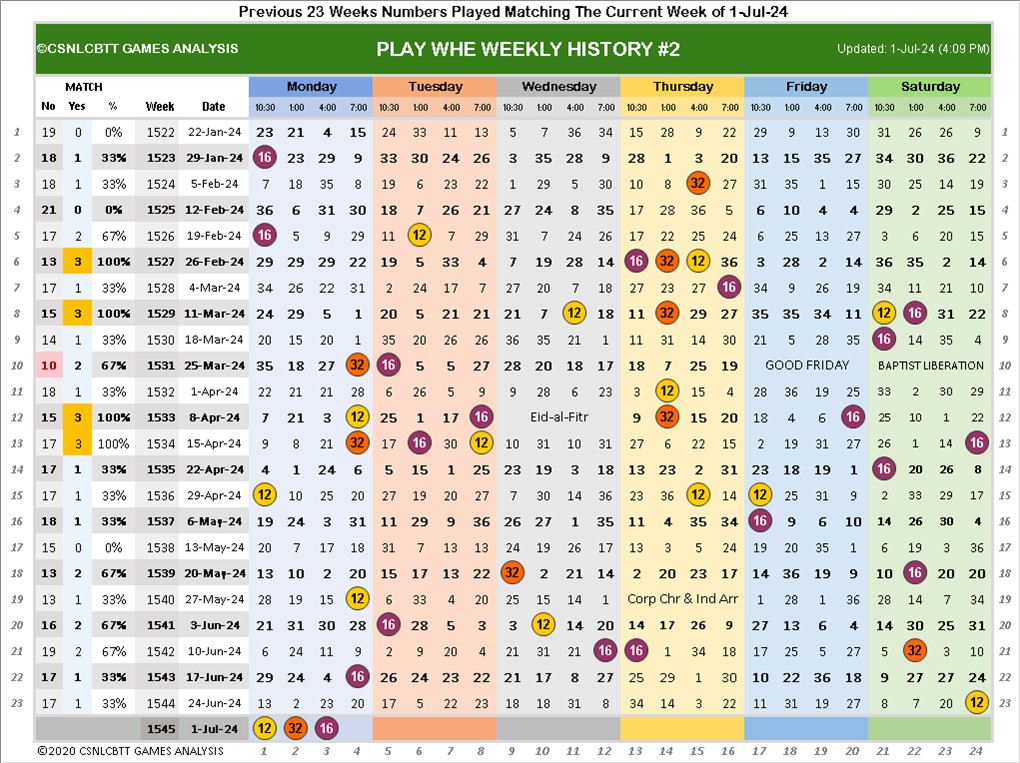 Previous 23 Weeks Numbers Played Matching The Current Week of 1-Jul-24
©CSNLCBTT GAMES ANALYSIS PLAY WHE WEEKLY HISTORY #2 Updated: 1-Jul-24 (4:09 PM)
MATCH Monday Tuesday Wednesday Thursday Friday Saturday
No Yes % Week Date 10:30 1:00 4:00 7:00 10:30 1:00 4:00 7:00 10:30 1:00 4:00 7:00 10:30 1:00 4:00 7:00 10:30 1:00 4:00 7:00 10:30 1:00 4:00 7:00
1 19 0 0% 1522 22-Jan-24 23 21 4 15 24 33 11 13 5 7 36 34 15 28 9 22 29 9 13 30 31 26 26 9 1
2 18 1 33% 1523 29-Jan-24 16 23 29 9 33 30 24 26 3 35 28 9 28 1 3 20 13 15 35 27 34 30 36 22 2
3 18 1 33% 1524 5-Feb-24 7 18 35 8 19 6 23 22 1 29 5 30 10 8 32 27 31 35 1 15 30 25 14 19 3
4 21 0 0% 1525 12-Feb-24 36 6 31 30 18 7 26 21 27 24 8 35 17 28 36 5 6 10 4 4 29 2 25 15 4
5 17 2 67% 1526 19-Feb-24 16 5 9 29 11 12 7 29 31 7 24 26 17 22 25 24 6 25 13 27 3 6 20 15 5
6 13 3 100% 1527 26-Feb-24 29 29 29 22 19 5 33 4 7 19 28 14 16 32 12 36 3 28 2 14 36 35 2 14 6
7 17 1 33% 1528 4-Mar-24 34 26 22 31 2 24 17 7 27 20 7 18 27 23 27 16 34 9 26 19 34 11 21 10 7
8 15 3 100% 1529 11-Mar-24 24 29 5 1 20 5 21 21 21 7 12 18 11 32 29 27 35 35 34 11 12 16 31 22 8
9 14 1 33% 1530 18-Mar-24 20 15 20 1 35 20 26 26 36 35 21 1 11 31 14 30 21 5 28 35 16 14 35 4 9
10 10 2 67% 1531 25-Mar-24 35 18 27 32 16 5 5 27 28 20 18 17 18 7 25 19 GOOD FRIDAY BAPTIST LIBERATION 10
11 18 1 33% 1532 1-Apr-24 22 21 21 28 6 26 5 9 9 28 6 23 3 12 14 11 28 36 19 25 33 2 30 29 11
12 15 3 100% 1533 8-Apr-24 7 21 3 12 25 1 17 16 Eid-al-Fitr 9 32 15 20 18 4 6 16 25 10 1 22 12
13 17 3 100% 1534 15-Apr-24 9 8 21 32 17 16 30 12 10 31 10 31 27 6 22 15 2 19 31 27 26 1 14 16 13
14 17 1 33% 1535 22-Apr-24 4 1 24 6 5 15 1 25 23 19 3 18 13 23 2 31 23 18 19 1 16 20 26 8 14
15 17 1 33% 1536 29-Apr-24 12 10 25 20 27 19 20 27 7 30 14 36 23 36 12 14 12 25 31 9 2 33 29 17 15
16 18 1 33% 1537 6-May-24 19 24 3 31 11 29 9 36 26 27 1 35 11 4 35 34 16 9 6 10 14 26 30 4 16
17 15 0 0% 1538 13-May-24 20 7 17 18 31 7 13 13 24 19 26 17 13 3 5 24 19 20 35 1 6 19 3 36 17
18 13 2 67% 1539 20-May-24 13 10 2 20 15 17 13 22 32 2 21 14 2 20 23 17 14 36 19 9 10 16 20 20 18
19 13 1 33% 1540 27-May-24 28 19 15 12 6 33 4 20 25 15 14 1 Corp Chr & Ind Arr 1 28 1 36 28 14 7 34 19
20 16 2 67% 1541 3-Jun-24 21 31 30 28 16 28 5 3 3 12 14 20 14 17 26 9 27 13 6 4 14 30 25 31 20
21 19 2 67% 1542 10-Jun-24 6 24 11 9 2 9 20 4 21 31 21 16 16 1 34 18 17 25 5 27 22 32 3 10 21
22 17 1 33% 1543 17-Jun-24 29 24 4 16 26 24 23 22 21 17 8 27 25 29 1 30 10 22 36 18 9 27 27 24 22
23 17 1 33% 1544 24-Jun-24 13 2 23 20 17 5 22 23 18 18 31 8 34 14 3 22 11 31 19 27 8 7 20 12 23
1545 1-Jul-24 12 32 16
©2020 CSNLCBTT GAMES ANALYSIS 1 2 3 4 5 6 7 8 9 10 11 12 13 14 15 16 17 18 19 20 21 22 23 24